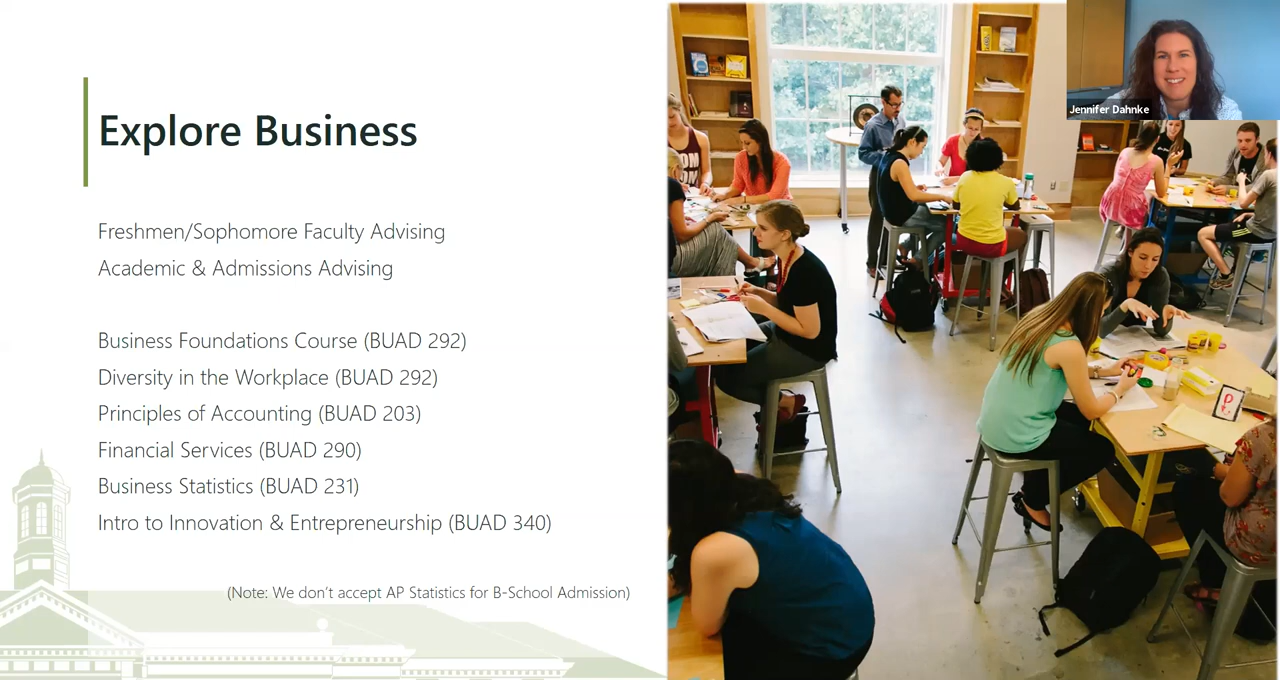 Explore Business
Jennifer Dahnke
Freshmen/Sophomore Faculty Advising
Academic & Admissions Advising
Business Foundations Course (BUAD 292)
Diversity in the Workplace (BUAD 292)
Principles of Accounting (BUAD 203)
Financial Services (BUAD 290)
Business Statistics (BUAD 231)
Intro to Innovation & Entrepreneurship (BUAD 340)
(Note: We don’t accept AP Statistics for B-School Admission)